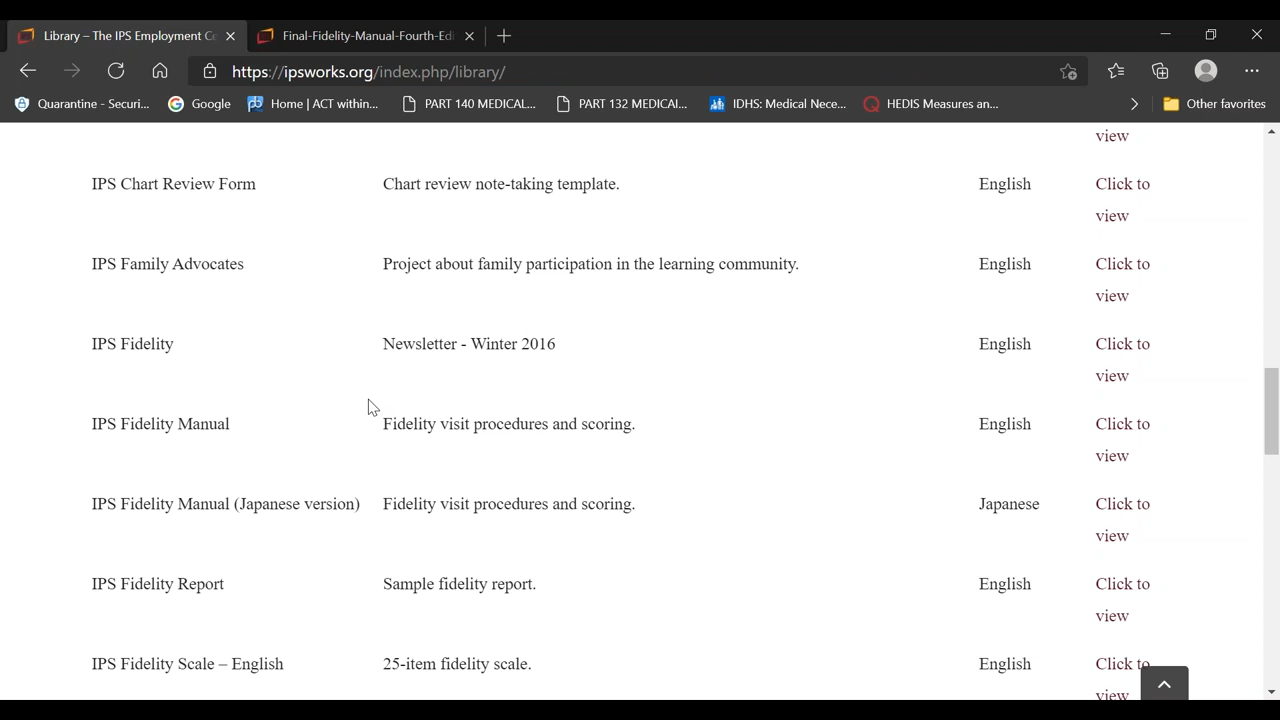 Library – The IPS Employment Ce
Final-Fidelity-Manual-Fourth-Edi
https://ipsworks.org/index.php/library/
Quarantine - Securi...
Google
Home | ACT within...
PART 140 MEDICAL...
PART 132 MEDICAl...
IDHS: Medical Nece...
HEDIS Measures an...
Other favorites
view
IPS Chart Review Form Chart review note-taking template. English Click to
view
IPS Family Advocates Project about family participation in the learning community. English Click to
view
IPS Fidelity Newsletter - Winter 2016 English Click to
view
IPS Fidelity Manual Fidelity visit procedures and scoring. English Click to
view
IPS Fidelity Manual (Japanese version) Fidelity visit procedures and scoring. Japanese Click to
view
IPS Fidelity Report Sample fidelity report. English Click to
view
IPS Fidelity Scale – English 25-item fidelity scale. English Click to
view